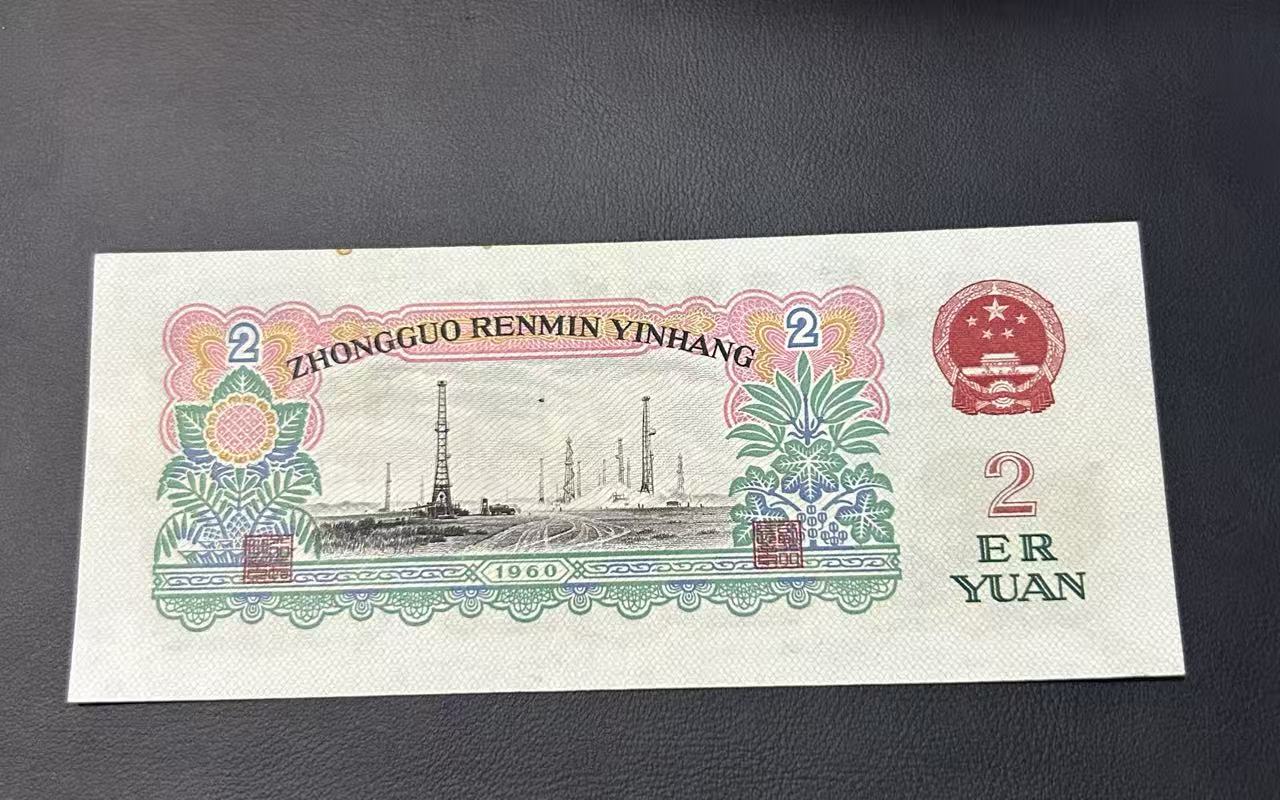 2
2
ZHONGGUO RENMIN YINHANG
1960
2
ER
YUAN